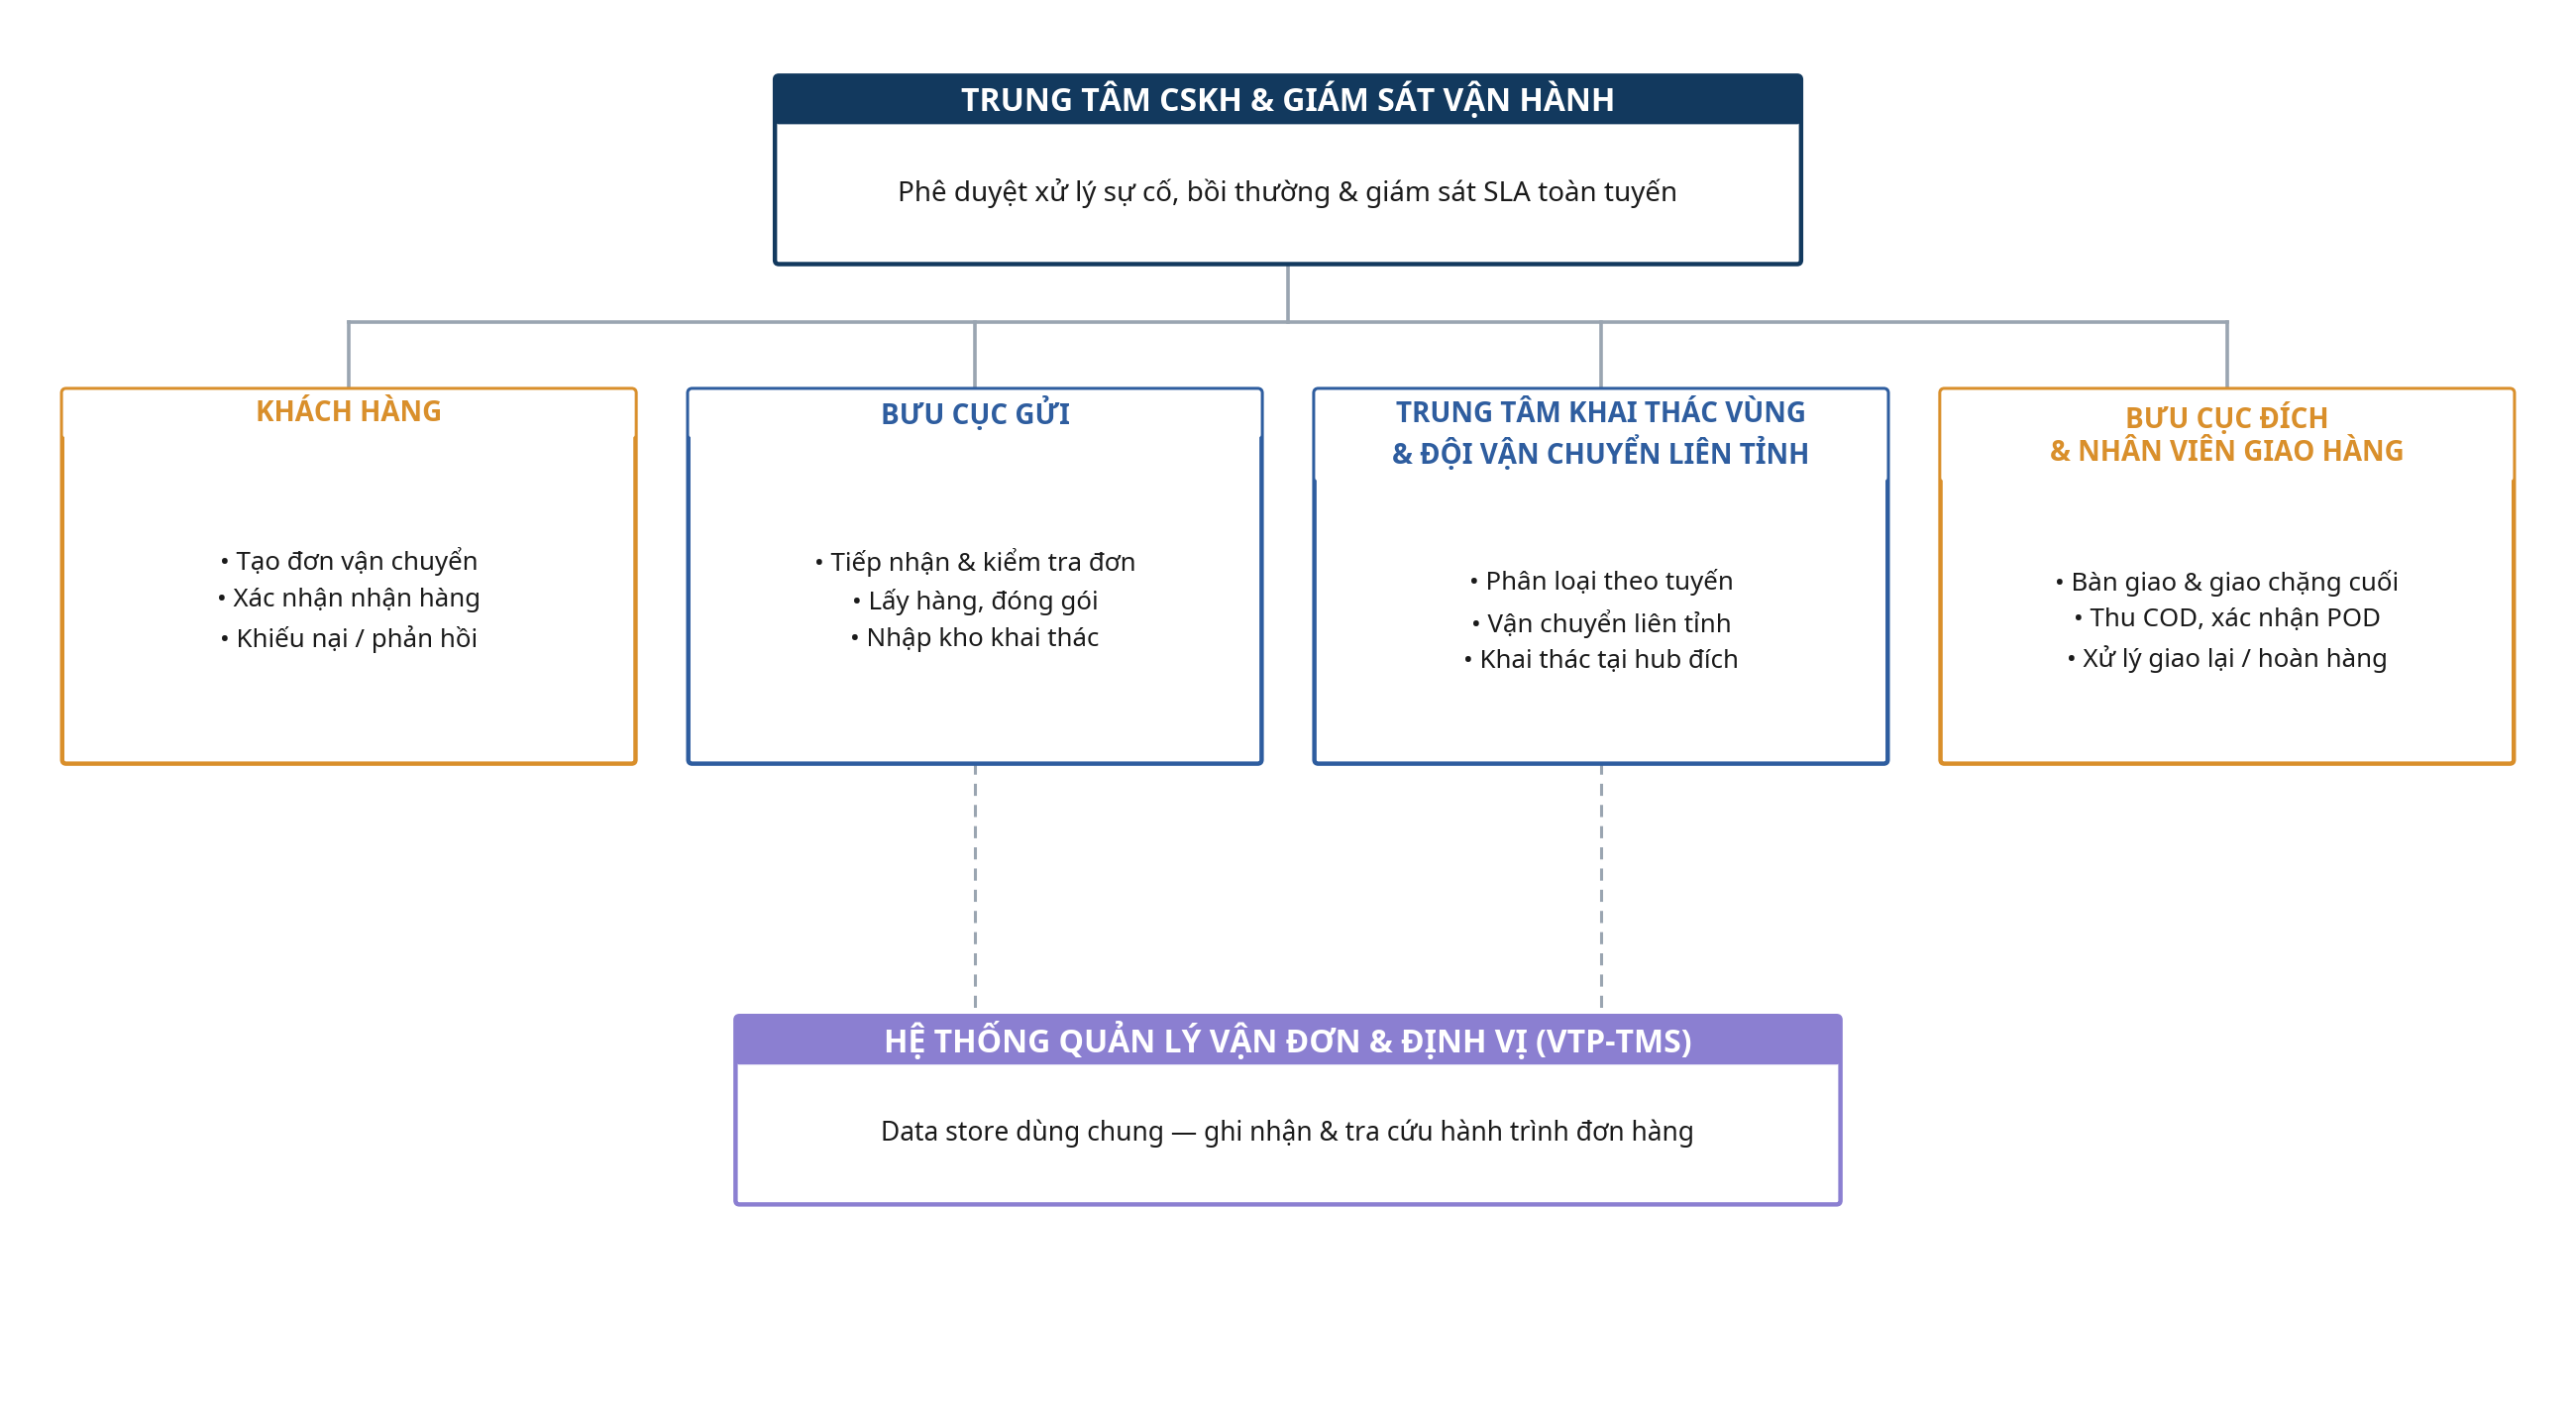 TRUNG TÂM CSKH & GIÁM SÁT VẬN HÀNH
Phê duyệt xử lý sự cố, bồi thường & giám sát SLA toàn tuyến
KHÁCH HÀNG
• Tạo đơn vận chuyển
• Xác nhận nhận hàng
• Khiếu nại / phản hồi
BƯU CỤC GỬI
• Tiếp nhận & kiểm tra đơn
• Lấy hàng, đóng gói
• Nhập kho khai thác
TRUNG TÂM KHAI THÁC VÙNG
& ĐỘI VẬN CHUYỂN LIÊN TỈNH
• Phân loại theo tuyến
• Vận chuyển liên tỉnh
• Khai thác tại hub đích
BƯU CỤC ĐÍCH
& NHÂN VIÊN GIAO HÀNG
• Bàn giao & giao chặng cuối
• Thu COD, xác nhận POD
• Xử lý giao lại / hoàn hàng
HỆ THỐNG QUẢN LÝ VẬN ĐƠN & ĐỊNH VỊ (VTP-TMS)
Data store dùng chung — ghi nhận & tra cứu hành trình đơn hàng